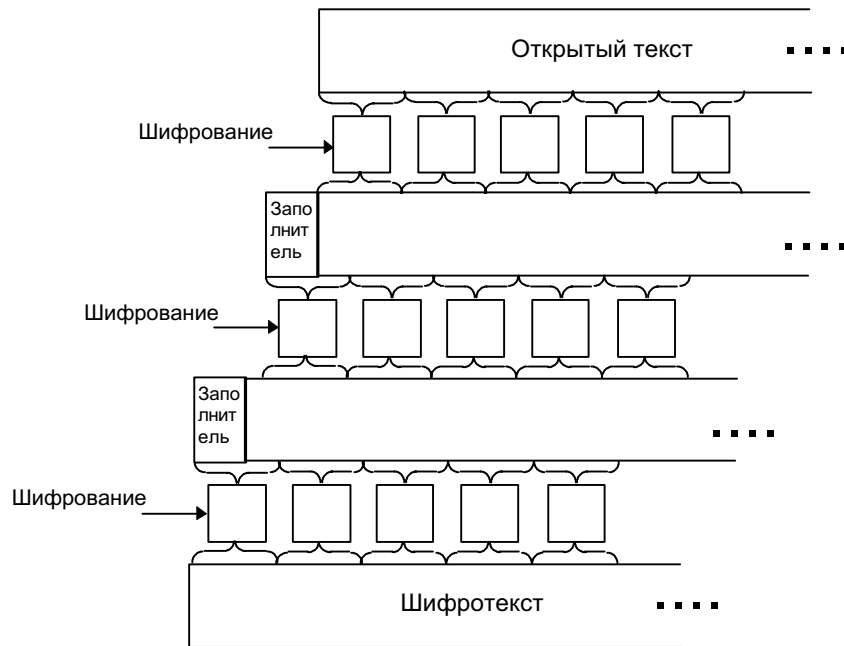 Открытый текст
Шифрование
Запо
лнит
ель
Шифрование
Запо
лнит
ель
Шифрование
Шифротекст